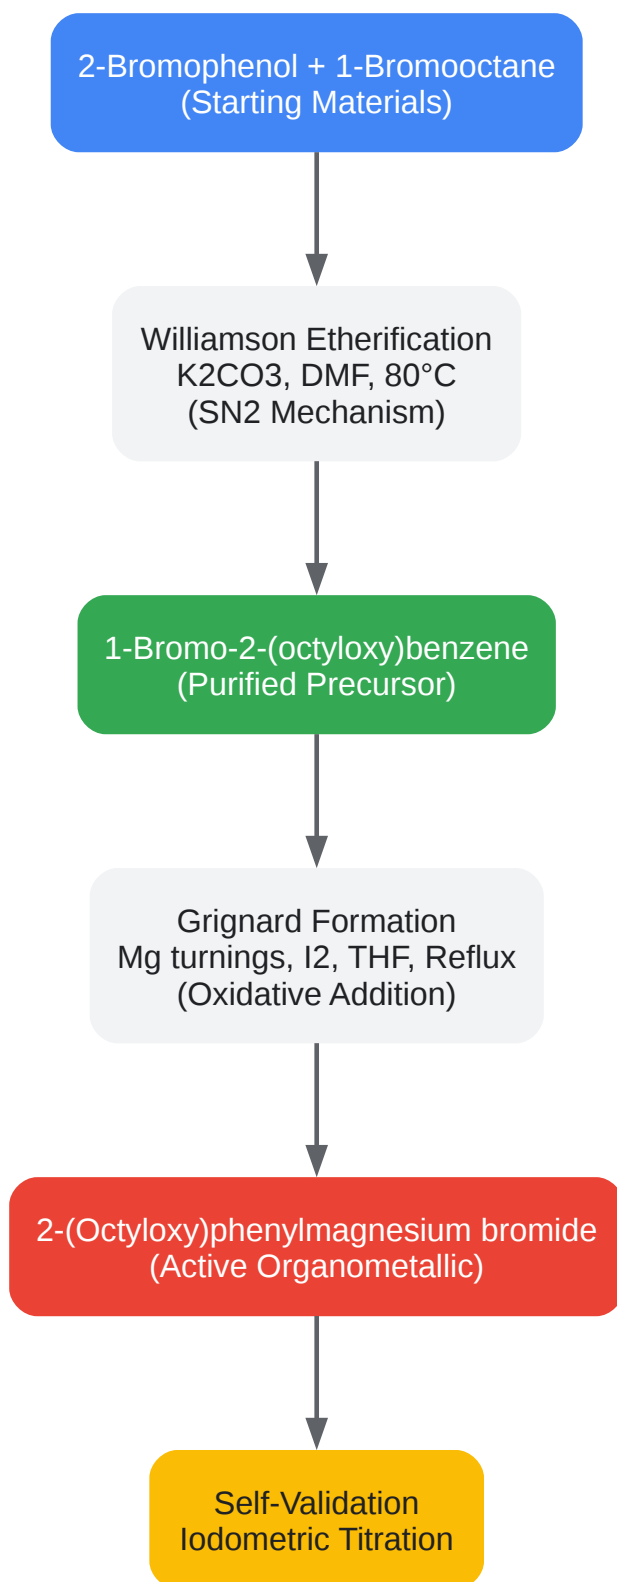 2-Bromophenol + 1-Bromooctane
(Starting Materials)
Williamson Etherification
K2CO3, DMF, 80°C
(SN2 Mechanism)
1-Bromo-2-(octyloxy)benzene
(Purified Precursor)
Grignard Formation
Mg turnings, I2, THF, Reflux
(Oxidative Addition)
2-(Octyloxy)phenylmagnesium bromide
(Active Organometallic)
Self-Validation
Iodometric Titration